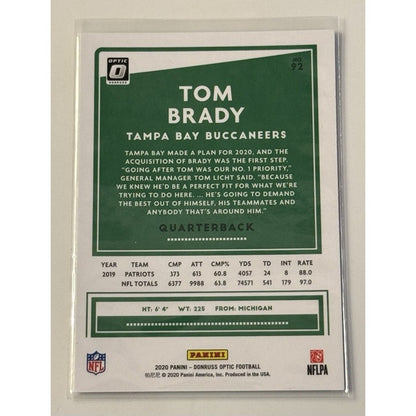 OPTIC
DONRUSS
NO.
92
TOM
BRADY
TAMPA BAY BUCCANEERS
TAMPA BAY MADE A PLAN FOR 2020, AND THE
ACQUISITION OF BRADY WAS THE FIRST STEP.
"GOING AFTER TOM WAS OUR NO. 1 PRIORITY,"
GENERAL MANAGER TOM LICHT SAID. "BECAUSE
WE KNEW HE'D BE A PERFECT FIT FOR WHAT WE'RE
TRYING TO DO HERE. ... HE'S GOING TO DEMAND
THE BEST OUT OF HIMSELF, HIS TEAMMATES AND
ANYBODY THAT'S AROUND HIM."
QUARTERBACK
YEAR TEAM CMP ATT CMP% YDS TD INT RATE
2019 PATRIOTS 373 613 60.8 4057 24 8 88.0
NFL TOTALS 6377 9988 63.8 74571 541 179 97.0
HT: 6' 4" WT: 225 FROM: MICHIGAN
NFL
PANINI
NFLPA
2020 PANINI - DONRUSS OPTIC FOOTBALL
© 2020 Panini America, Inc. Produced in the USA.